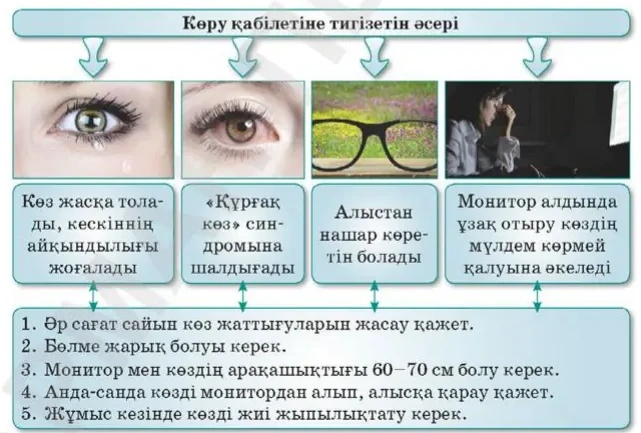 Көру қабілетіне тигізетін әсері
Көз жасқа тола-
ды, кескіннің
айқындылығы
жоғалады
«Құрғақ
көз» син-
дромына
шалдығады
Алыстан
нашар көре-
тін болады
Монитор алдында
ұзақ отыру көздің
мүлдем көрмей
қалуына әкеледі
1. Әр сағат сайын көз жаттығуларын жасау қажет.
2. Бөлме жарық болуы керек.
3. Монитор мен көздің арақашықтығы 60–70 см болу керек.
4. Анда-санда көзді монитордан алып, алысқа қарау қажет.
5. Жұмыс кезінде көзді жиі жыпылықтату керек.